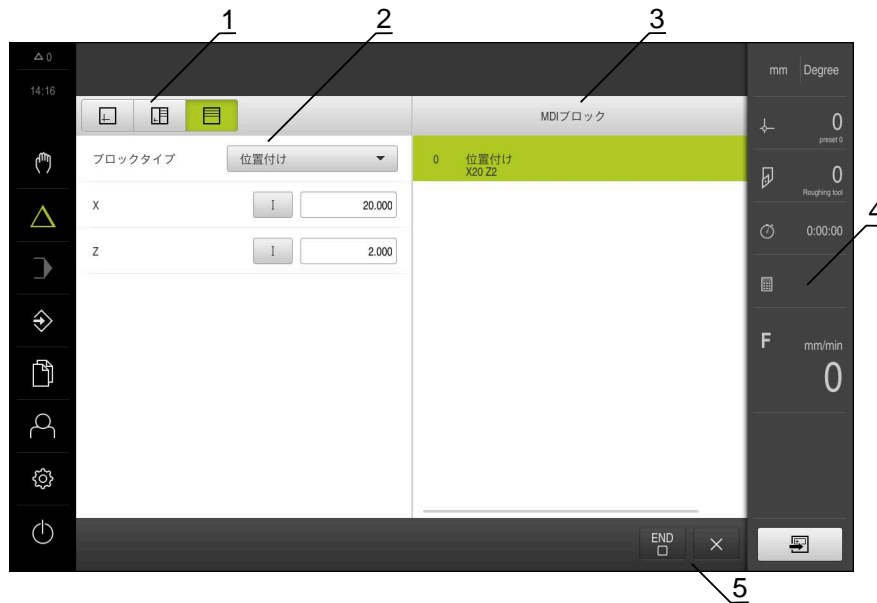 1
2
3
0
14:16
mm Degree
MDIブロック
0
preset 0
ブロックタイプ
位置付け
0 位置付け
X20 Z2
0
Roughing tool
X
I
20.000
4
0:00:00
Z
I
2.000
F
mm/min
0
END
5